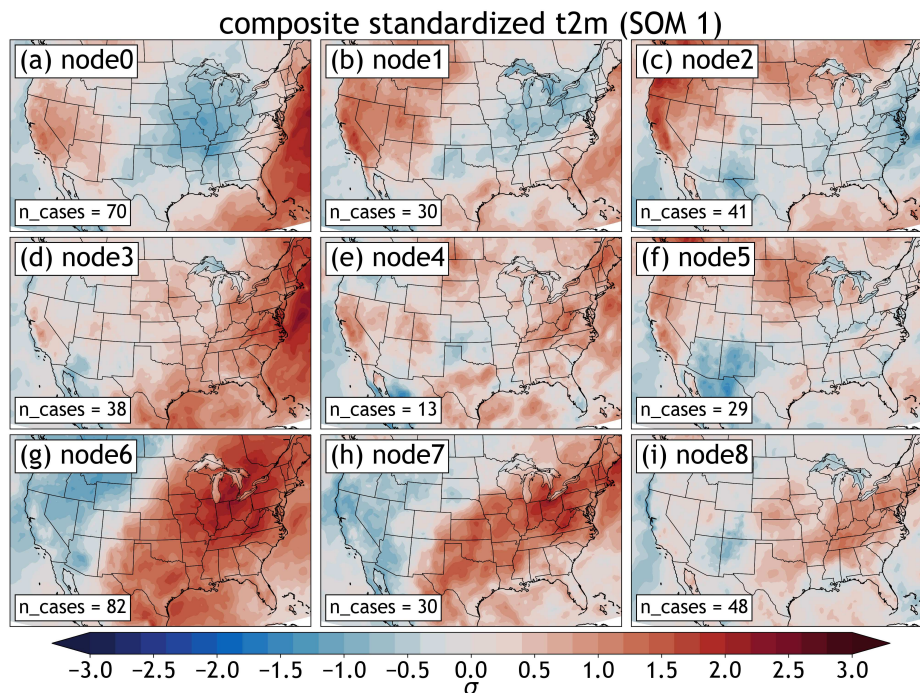 composite standardized t2m (SOM 1)
(a) node0
(b) node1
(c) node2
n_cases = 70
n_cases = 30
n_cases = 41
(d) node3
(e) node4
(f) node5
n_cases = 38
n_cases = 13
n_cases = 29
(g) node6
(h) node7
(i) node8
n_cases = 82
n_cases = 30
n_cases = 48
−3.0 −2.5 −2.0 −1.5 −1.0 −0.5 0.0 0.5 1.0 1.5 2.0 2.5 3.0
σ